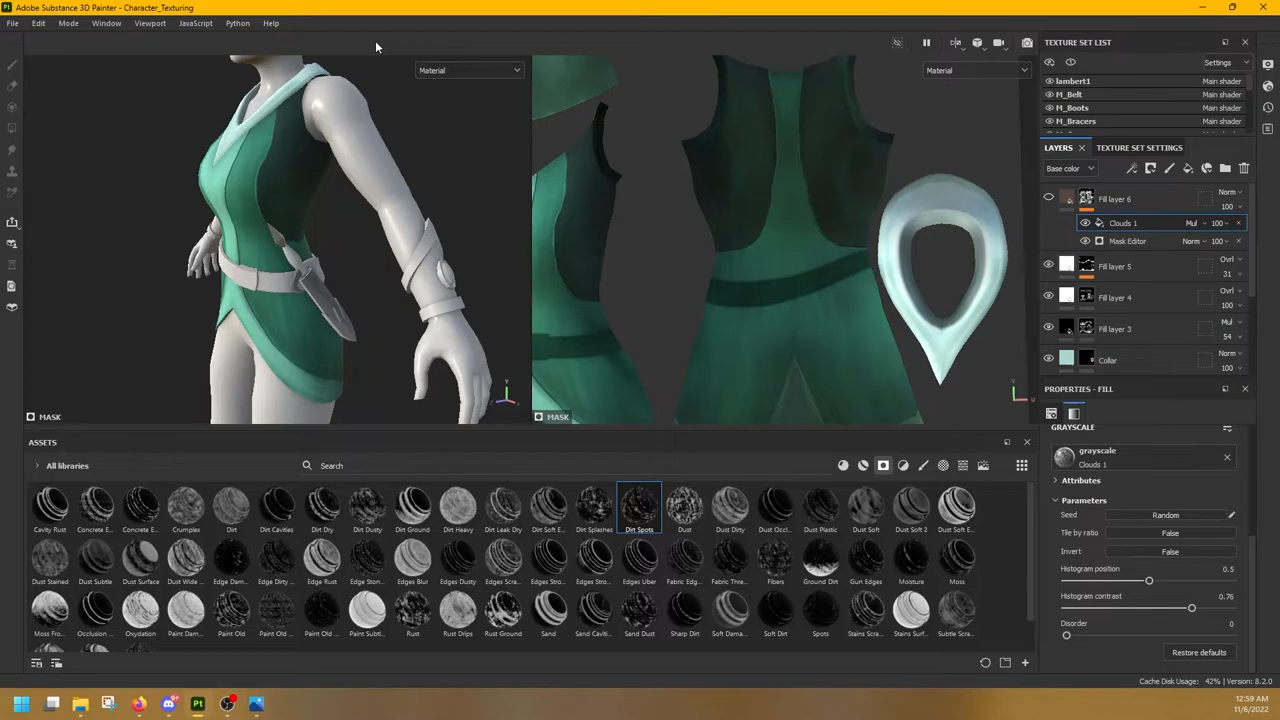 Adobe Substance 3D Painter - Character_Texturing
File Edit Mode Window Viewport JavaScript Python Help
Material
Material
MASK
MASK
TEXTURE SET LIST
Settings
lambert1 Main shader
M_Belt Main shader
M_Boots Main shader
M_Bracers Main shader
LAYERS TEXTURE SET SETTINGS
Base color
Fill layer 6 Norm 100
Clouds 1 Mul 100
Mask Editor Norm 100
Fill layer 5 Ovrl 31
Fill layer 4 Ovrl 100
Fill layer 3 Mul 54
Collar Norm 100
PROPERTIES - FILL
GRAYSCALE
grayscale
Clouds 1
Attributes
Parameters
Seed Random
Tile by ratio False
Invert False
Histogram position 0.5
Histogram contrast 0.76
Disorder 0
Restore defaults
ASSETS
All libraries Search
Cavity Rust Concrete E... Concrete E... Crumples Dirt Dirt Cavities Dirt Dry Dirt Dusty Dirt Ground Dirt Heavy Dirt Leak Dry Dirt Soft E... Dirt Splashes Dirt Spots Dust Dust Dirty Dust Occl... Dust Plastic Dust Soft Dust Soft 2 Dust Soft E...
Dust Stained Dust Subtle Dust Surface Dust Wide ... Edge Dam... Edge Dirty ... Edge Rust Edge Ston... Edges Blur Edges Dusty Edges Scra... Edges Stro... Edges Stro... Edges Uber Fabric Edg... Fabric Thre... Fibers Ground Dirt Gun Edges Moisture Moss
Moss Fro... Occlusion ... Oxydation Paint Dam... Paint Old Paint Old ... Paint Old ... Paint Subtl... Rust Rust Drips Rust Ground Sand Sand Caviti... Sand Dust Sharp Dirt Soft Dama... Soft Dirt Spots Stains Scra... Stains Surf... Subtle Scra...
Cache Disk Usage: 42% | Version: 8.2.0
Pt
12:59 AM
11/6/2022